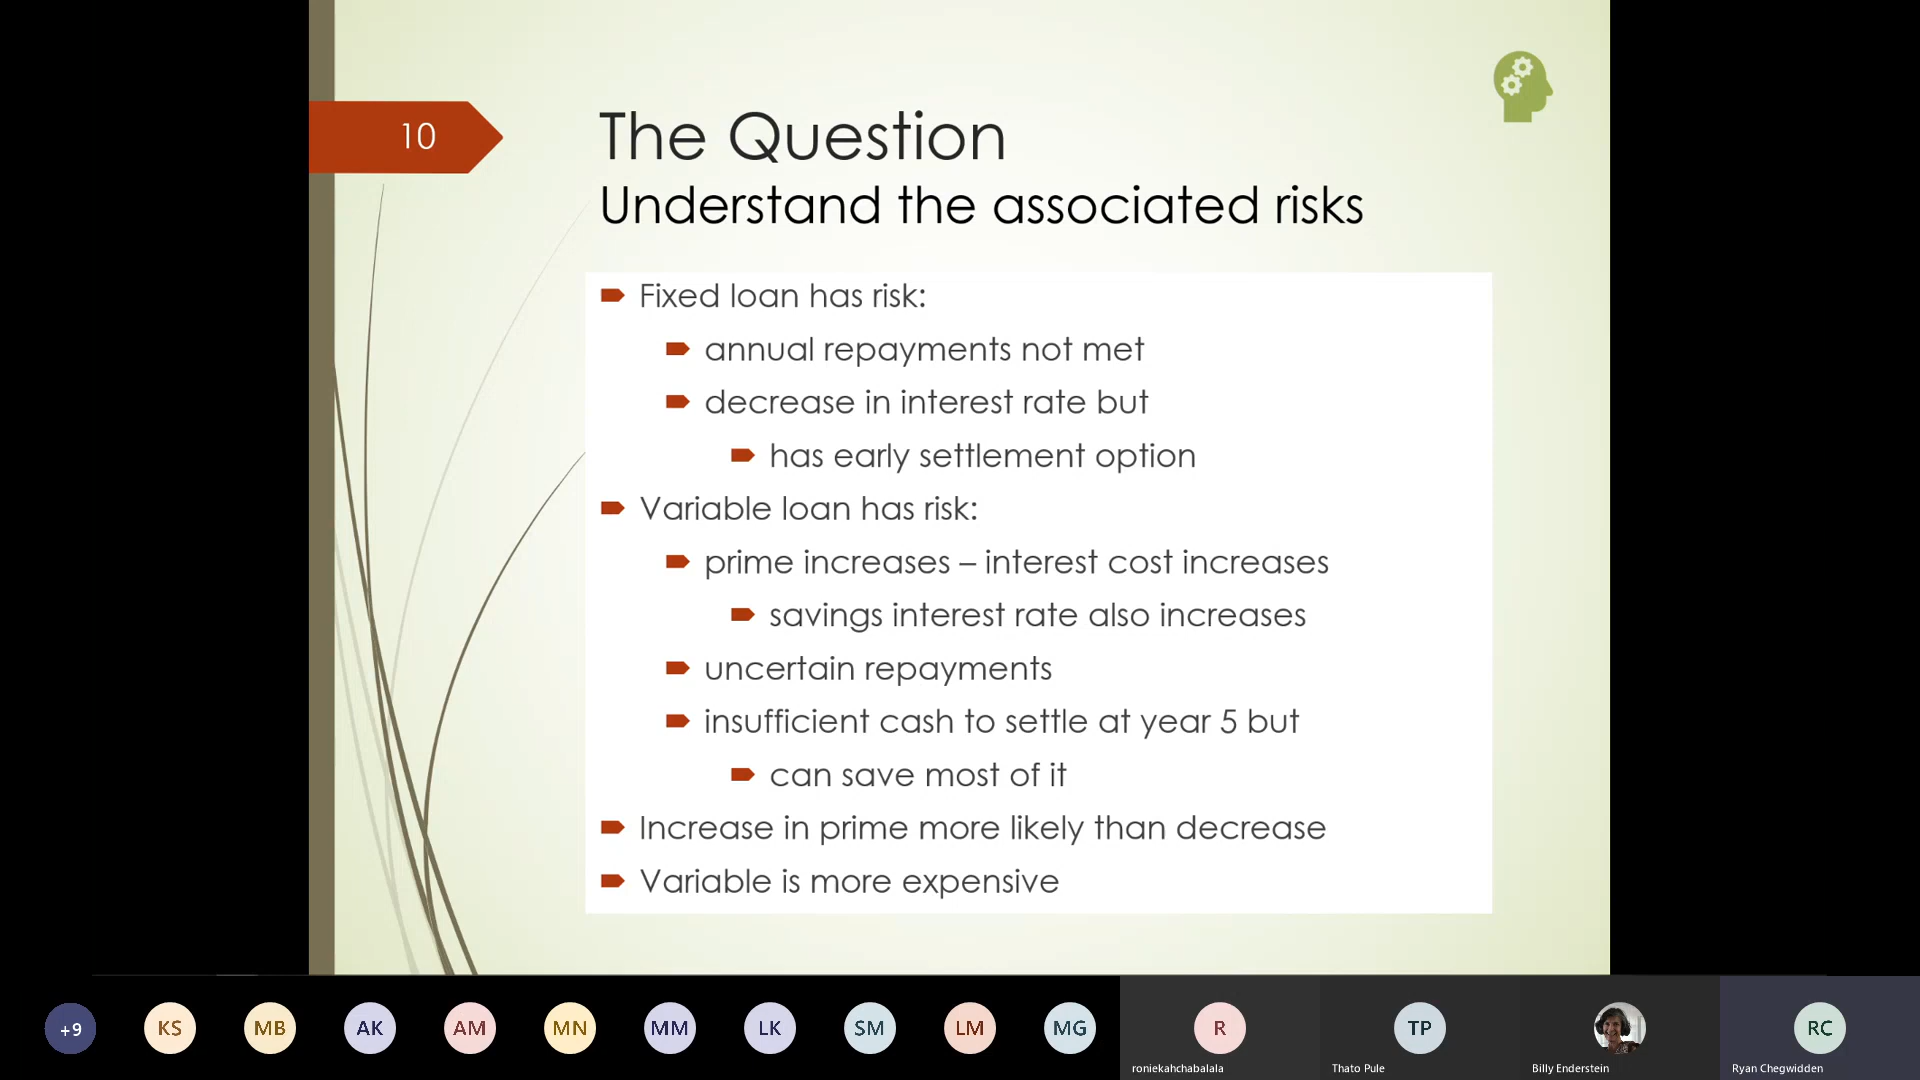 10
The Question
Understand the associated risks
Fixed loan has risk:
annual repayments not met
decrease in interest rate but
has early settlement option
Variable loan has risk:
prime increases – interest cost increases
savings interest rate also increases
uncertain repayments
insufficient cash to settle at year 5 but
can save most of it
Increase in prime more likely than decrease
Variable is more expensive
+9 KS MB AK AM MN MM LK SM LM MG R TP RC
roniekahchabalala Thato Pule Billy Enderstein Ryan Chegwidden